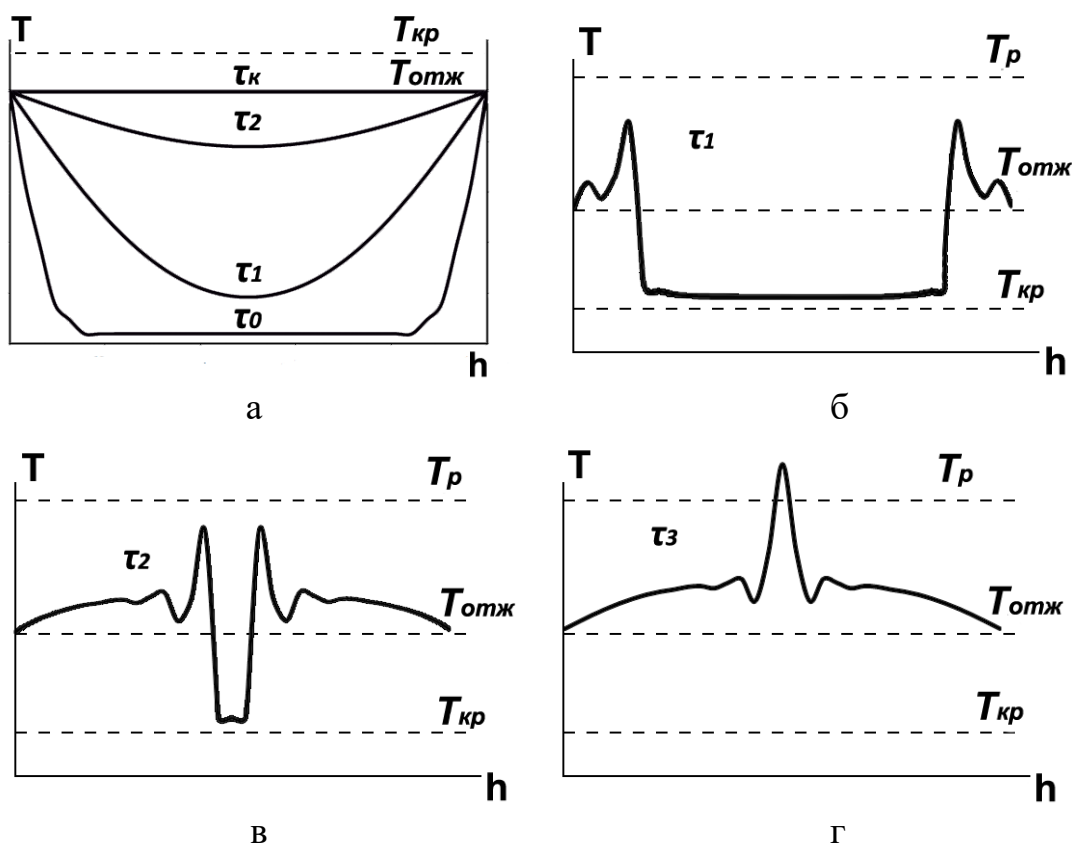 T
Tкр
τк
Tотж
τ2
τ1
τ0
h
а
T
Tр
τ1
Tотж
Tкр
h
б
T
Tр
τ2
Tотж
Tкр
h
в
T
Tр
τ3
Tотж
Tкр
h
г